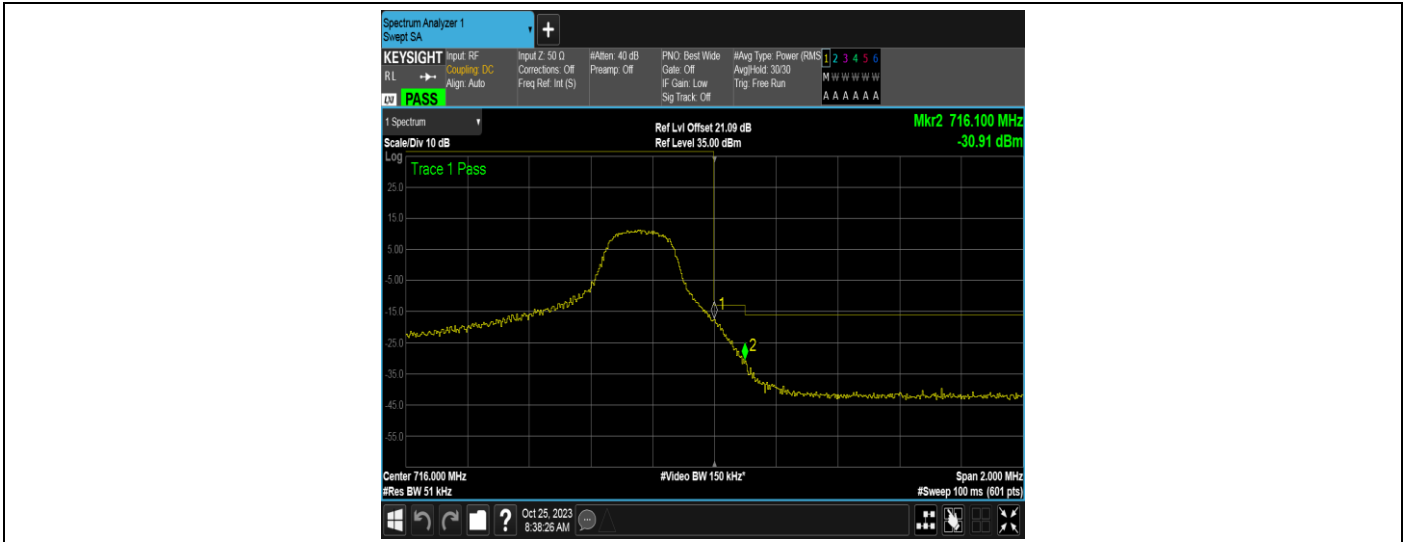 Spectrum Analyzer 1
Swept SA
+
KEYSIGHT
RL
LXI PASS
Input: RF
Coupling: DC
Align: Auto
Input Z: 50 Ω
Corrections: Off
Freq Ref: Int (S)
#Atten: 40 dB
Preamp: Off
PNO: Best Wide
Gate: Off
IF Gain: Low
Sig Track: Off
#Avg Type: Power (RMS
Avg|Hold: 30/30
Trig: Free Run
1 2 3 4 5 6
M W W W W W
A A A A A A
1 Spectrum
Scale/Div 10 dB
Ref Lvl Offset 21.09 dB
Ref Level 35.00 dBm
Mkr2 716.100 MHz
-30.91 dBm
Log
Trace 1 Pass
25.0
15.0
5.00
-5.00
-15.0
-25.0
-35.0
-45.0
-55.0
1
2
Center 716.000 MHz
#Res BW 51 kHz
#Video BW 150 kHz*
Span 2.000 MHz
#Sweep 100 ms (601 pts)
?
Oct 25, 2023
8:38:26 AM